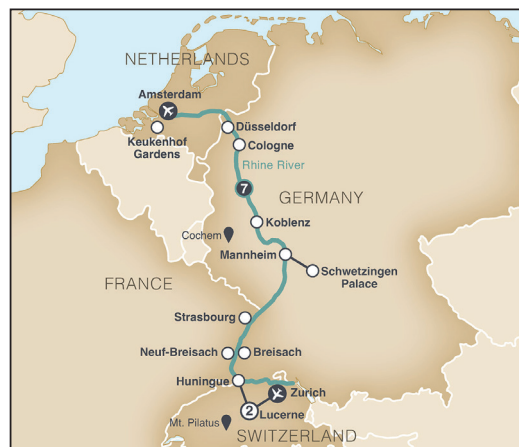 NETHERLANDS
Amsterdam
Keukenhof
Gardens
Düsseldorf
Cologne
Rhine River
7
GERMANY
Koblenz
Cochem
Mannheim
Schwetzingen
Palace
FRANCE
Strasbourg
Neuf-Breisach
Breisach
Huningue
Zürich
2
Lucerne
Mt. Pilatus
SWITZERLAND